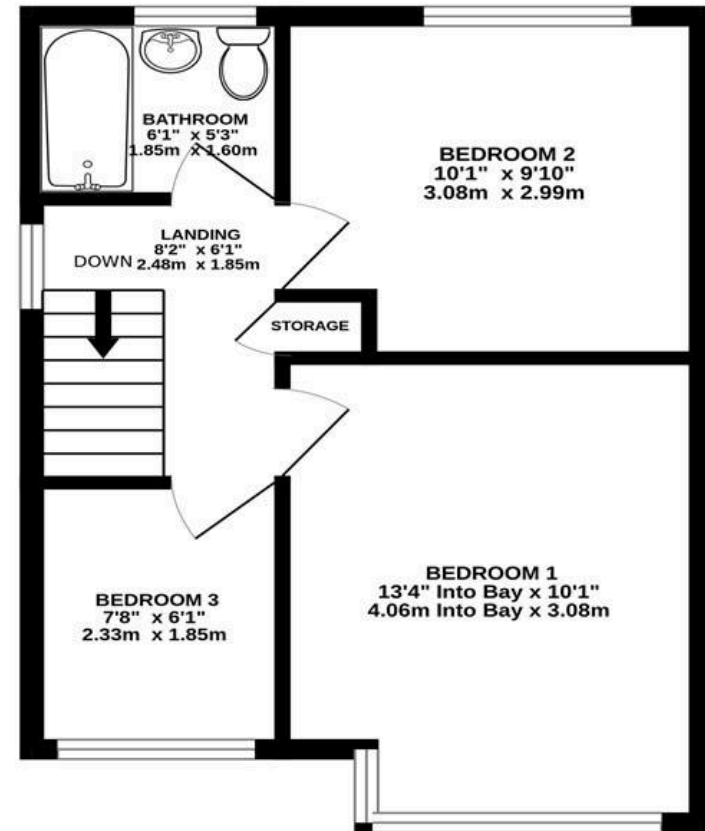 BATHROOM
6'1" x 5'3"
1.85m x 1.60m
BEDROOM 2
10'1" x 9'10"
3.08m x 2.99m
LANDING
8'2" x 6'1"
2.48m x 1.85m
DOWN
STORAGE
BEDROOM 1
13'4" Into Bay x 10'1"
4.06m Into Bay x 3.08m
BEDROOM 3
7'8" x 6'1"
2.33m x 1.85m